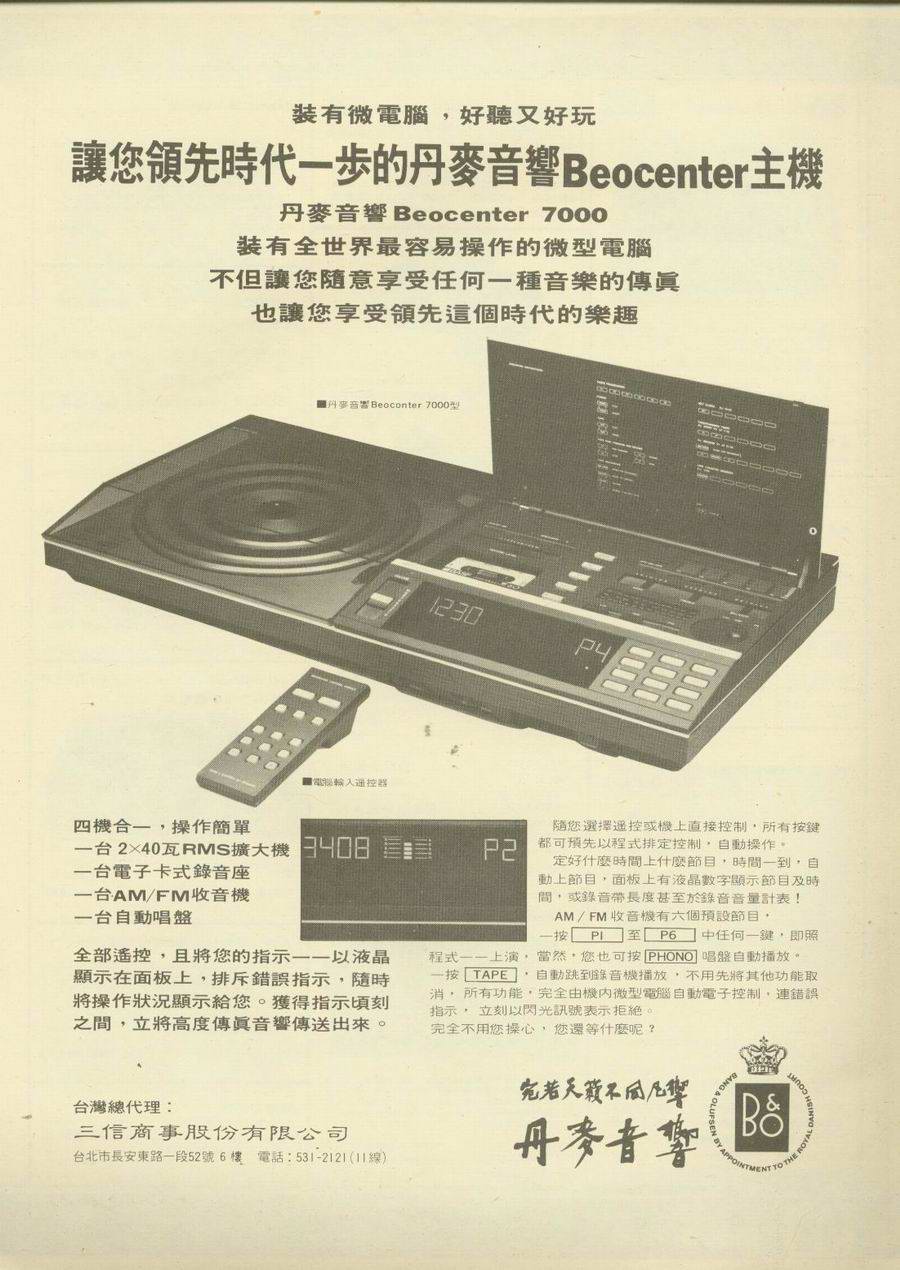 裝有微電腦，好聽又好玩
讓您領先時代一步的丹麥音響Beocenter主機
丹麥音響Beocenter 7000
裝有全世界最容易操作的微型電腦
不但讓您隨意享受任何一種音樂的傳眞
也讓您享受領先這個時代的樂趣
■丹麥音響Beoconter 7000型
1230
P4
■電腦輸入遙控器
四機合一，操作簡單
一台 2×40瓦RMS擴大機
一台電子卡式錄音座
一台AM/FM收音機
一台自動唱盤
3408
P2
全部遙控，且將您的指示——以液晶
顯示在面板上，排斥錯誤指示，隨時
將操作狀況顯示給您。獲得指示頃刻
之間，立將高度傳眞音響傳送出來。
隨您選擇遙控或機上直接控制，所有按鍵
都可預先以程式排定控制，自動操作。
定好什麼時間上什麼節目，時間一到，自
動上節目，面板上有液晶數字顯示節目及時
間，或錄音帶長度甚至於錄音音量計表！
AM / FM 收音機有六個預設節目，
一按 P1 至 P6 中任何一鍵，即照
程式一一上演，當然，您也可按 PHONO 唱盤自動播放。
一按 TAPE ，自動跳到錄音機播放，不用先將其他功能取
消，所有功能，完全由機內微型電腦自動電子控制，連錯誤
指示，立刻以閃光訊號表示拒絕。
完全不用您操心，您還等什麼呢？
台灣總代理：
三信商事股份有限公司
台北市長安東路一段52號 6 樓 電話：531-2121(11線)
宛若天籟不同凡響
丹麥音響
B&O
BANG & OLUFSEN BY APPOINTMENT TO THE ROYAL DANISH COURT